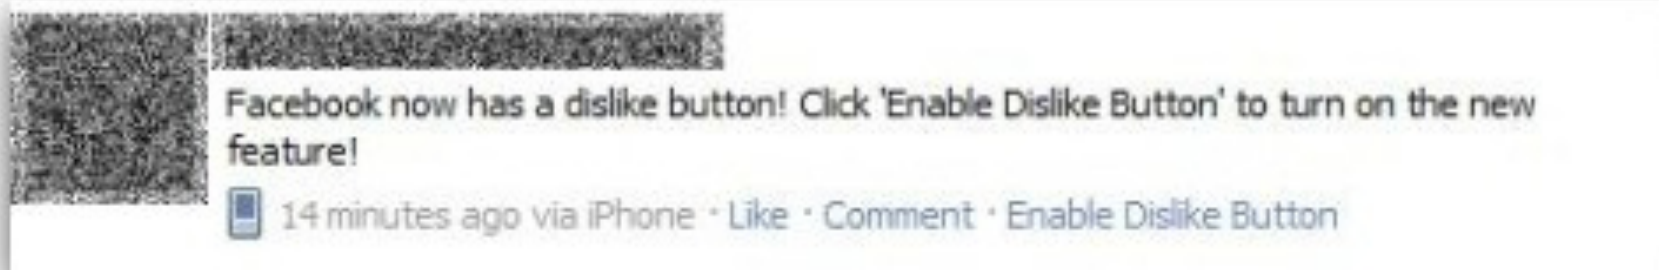 Facebook now has a dislike button! Click 'Enable Dislike Button' to turn on the new
feature!
14 minutes ago via iPhone · Like · Comment · Enable Dislike Button